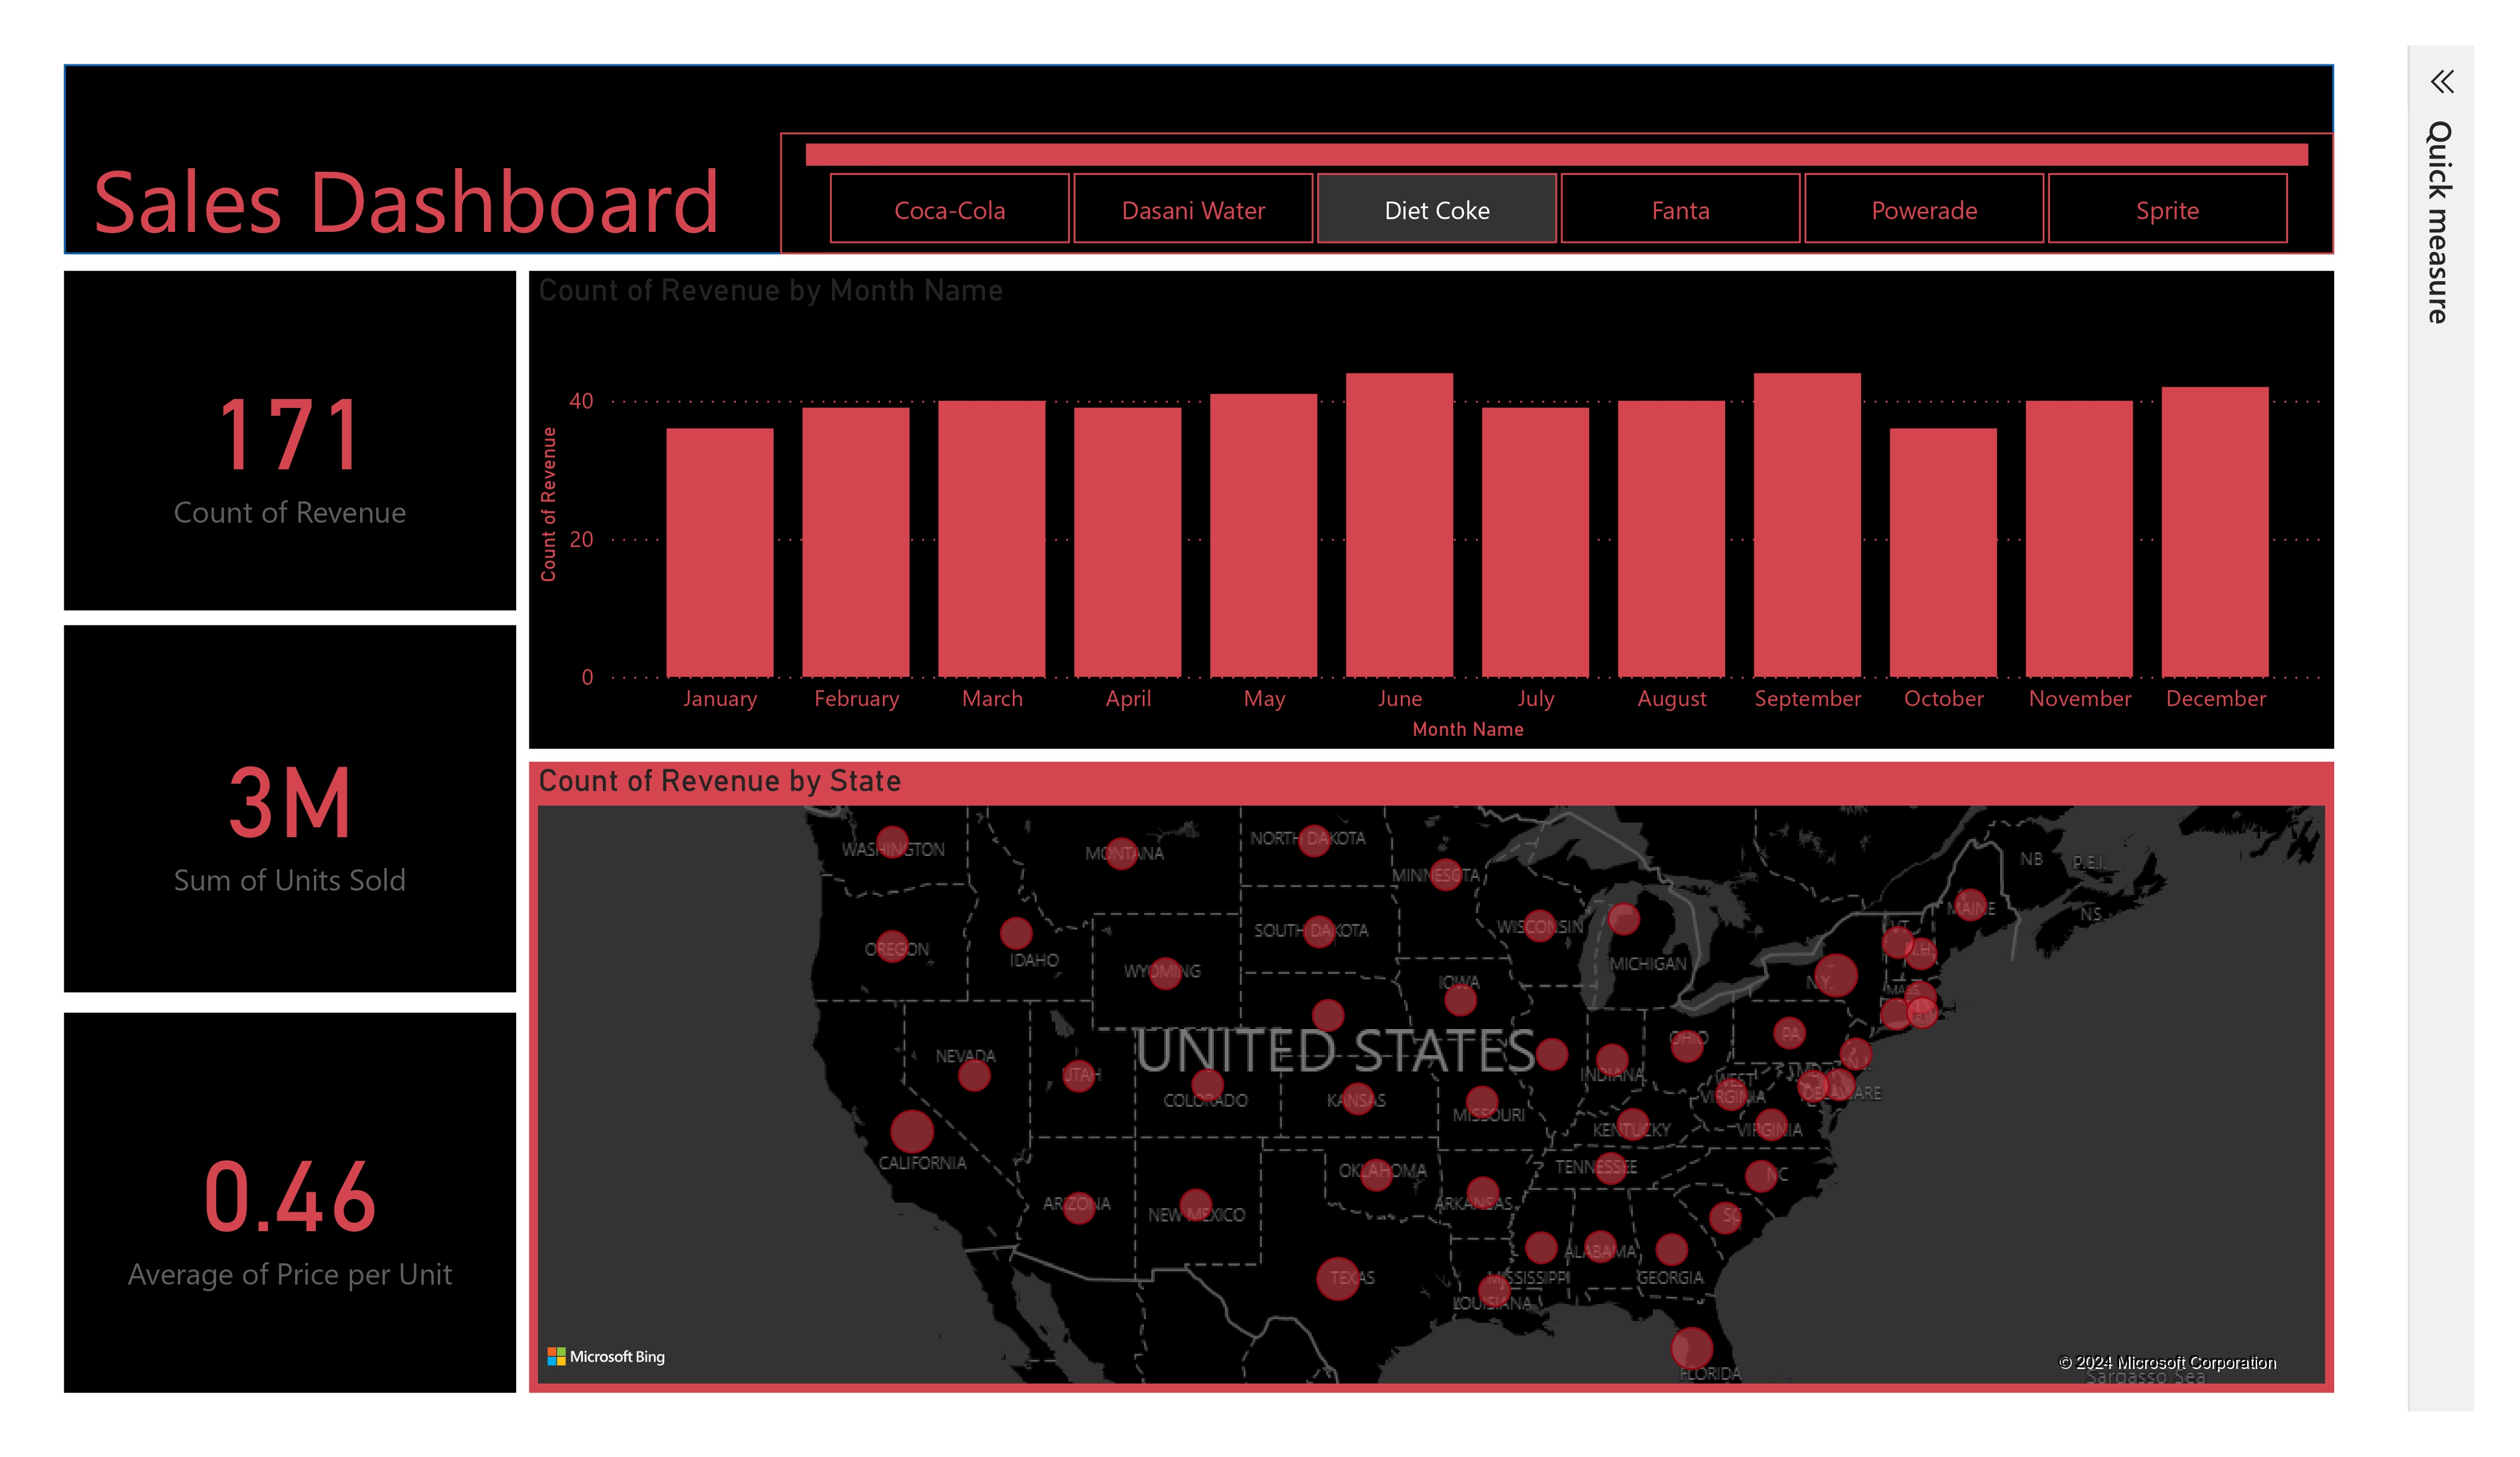 Sales Dashboard
Coca-Cola
Dasani Water
Diet Coke
Fanta
Powerade
Sprite
Quick measure
171
Count of Revenue
3M
Sum of Units Sold
0.46
Average of Price per Unit
Count of Revenue by Month Name
Count of Revenue
40
20
0
January
February
March
April
May
June
July
August
September
October
November
December
Month Name
Count of Revenue by State
WASHINGTON
MONTANA
NORTH DAKOTA
MINNESOTA
NB
P.E.I.
OREGON
IDAHO
SOUTH DAKOTA
WISCONSIN
MAINE
NS
VT.
WYOMING
MICHIGAN
IOWA
N.Y.
MASS.
NEVADA
UTAH
UNITED STATES
COLORADO
KANSAS
MISSOURI
INDIANA
OHIO
PA
N.J.
MD
DELAWARE
WEST
VIRGINIA
VIRGINIA
KENTUCKY
CALIFORNIA
ARIZONA
NEW MEXICO
OKLAHOMA
ARKANSAS
TENNESSEE
NC
SC
TEXAS
MISSISSIPPI
ALABAMA
GEORGIA
LOUISIANA
FLORIDA
Microsoft Bing
© 2024 Microsoft Corporation
Sargasso Sea